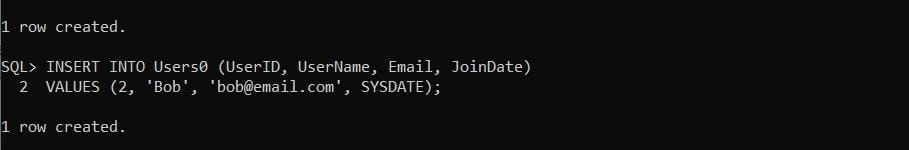 1 row created.
SQL> INSERT INTO Users0 (UserID, UserName, Email, JoinDate)
  2  VALUES (2, 'Bob', 'bob@email.com', SYSDATE);
1 row created.